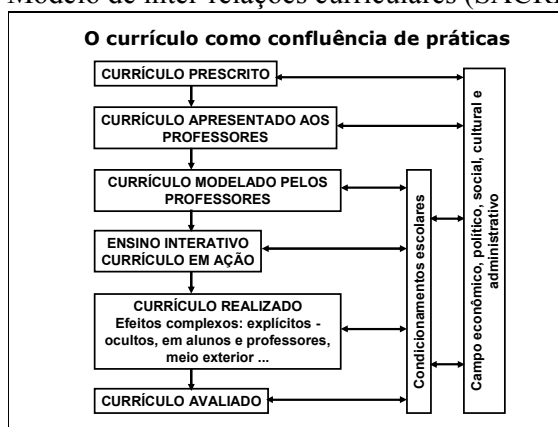 Modelo de inter-relações curriculares (SACRI
O currículo como confluência de práticas
CURRÍCULO PRESCRITO
CURRÍCULO APRESENTADO AOS
PROFESSORES
CURRÍCULO MODELADO PELOS
PROFESSORES
ENSINO INTERATIVO
CURRÍCULO EM AÇÃO
CURRÍCULO REALIZADO
Efeitos complexos: explícitos -
ocultos, em alunos e professores,
meio exterior ...
CURRÍCULO AVALIADO
Condicionamentos escolares
Campo econômico, político, social, cultural e
administrativo